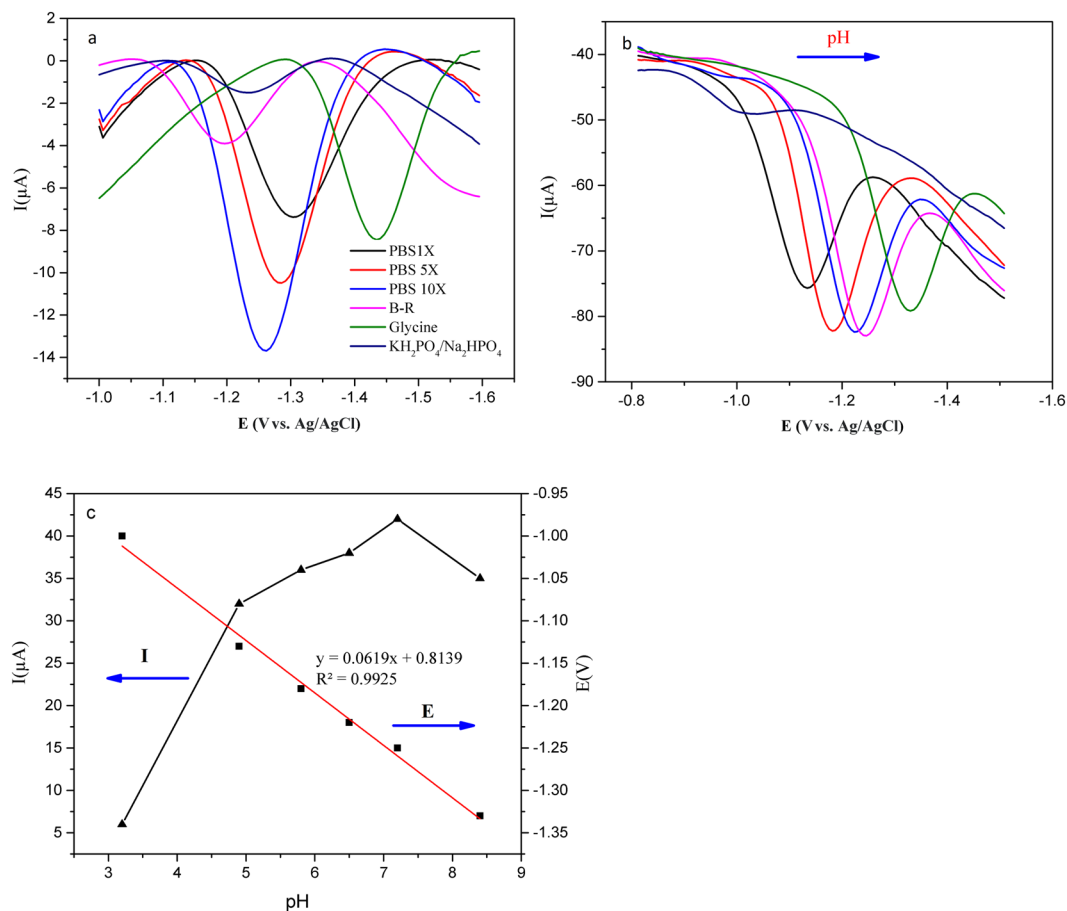 a
2
0
-2
-4
-6
-8
-10
-12
-14
I(μA)
PBS1X
PBS 5X
PBS 10X
B-R
Glycine
KH₂PO₄/Na₂HPO₄
-1.0 -1.1 -1.2 -1.3 -1.4 -1.5 -1.6
E (V vs. Ag/AgCl)
b
pH
-40
-50
-60
-70
-80
-90
I(μA)
-0.8 -1.0 -1.2 -1.4 -1.6
E (V vs. Ag/AgCl)
c
45
40
35
30
25
20
15
10
5
I(μA)
I
y = 0.0619x + 0.8139
R² = 0.9925
E
-0.95
-1.00
-1.05
-1.10
-1.15
-1.20
-1.25
-1.30
-1.35
E(V)
3 4 5 6 7 8 9
pH